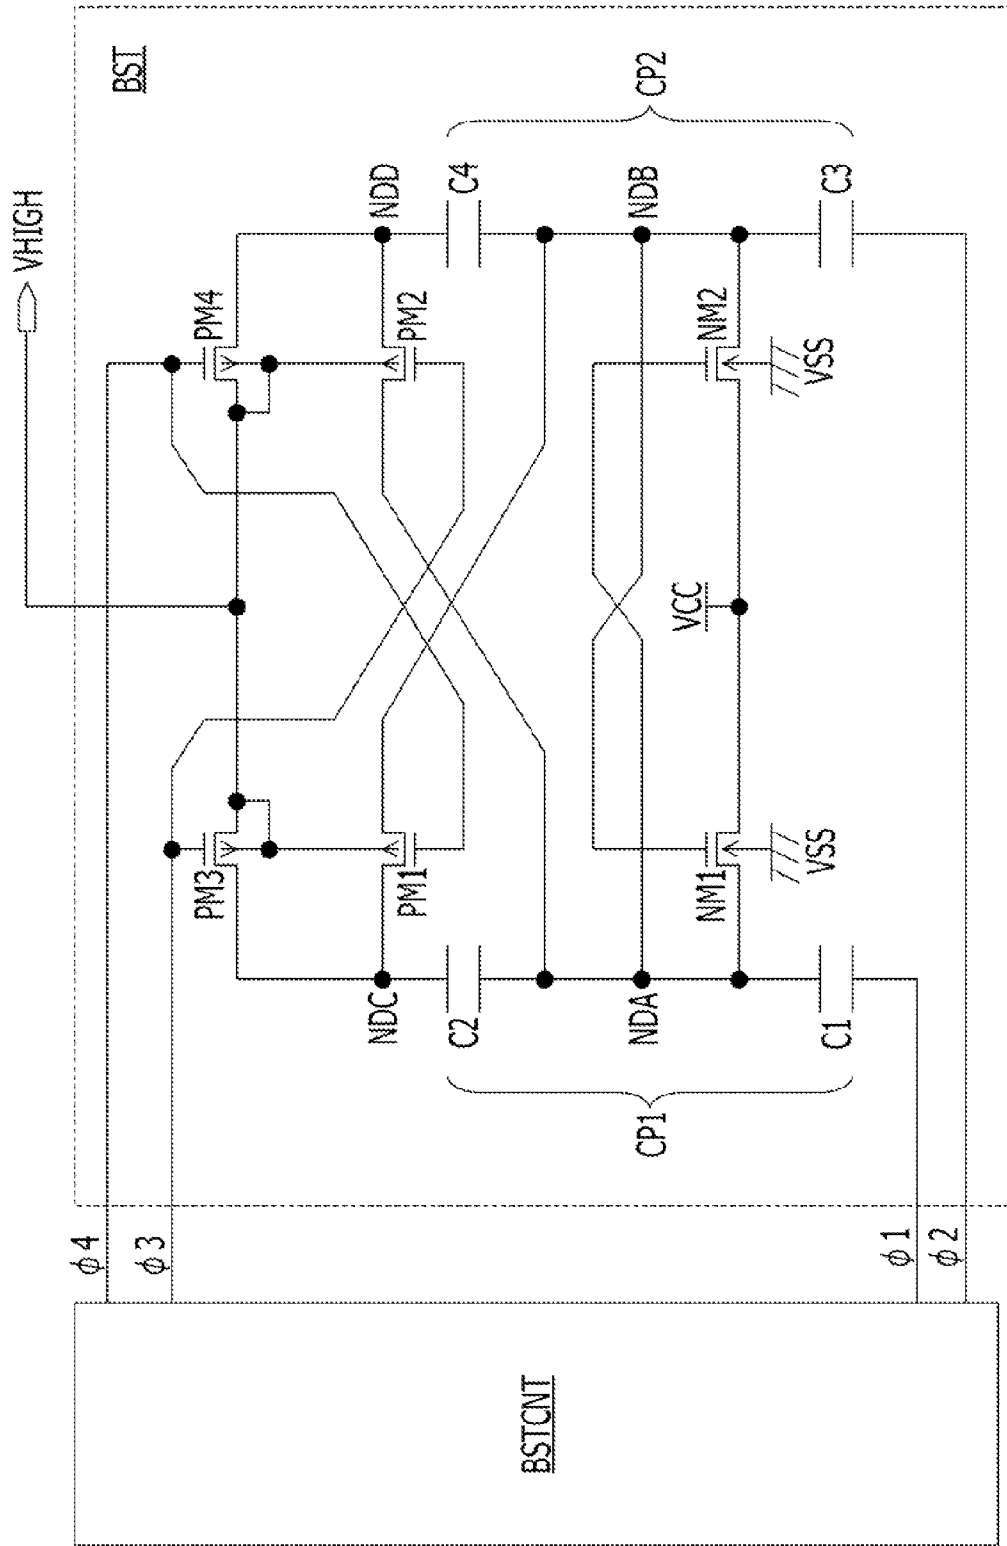 BST
VHIGH
CP2
NDD
C4
NDB
C3
PM4
PM2
NM2
VSS
VCC
PM3
PM1
NM1
VSS
NDC
C2
NDA
C1
CP1
φ4
φ3
φ1
φ2
BSTCNT